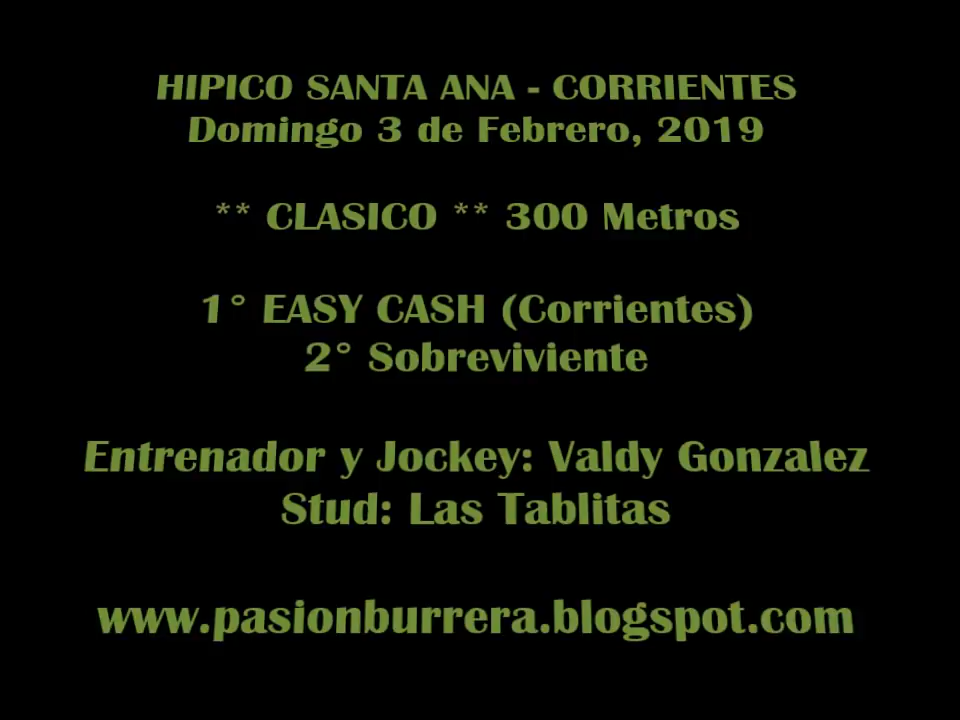 HIPICO SANTA ANA - CORRIENTES
Domingo 3 de Febrero, 2019
** CLASICO ** 300 Metros
1° EASY CASH (Corrientes)
2° Sobreviviente
Entrenador y Jockey: Valdy Gonzalez
Stud: Las Tablitas
www.pasionburrera.blogspot.com